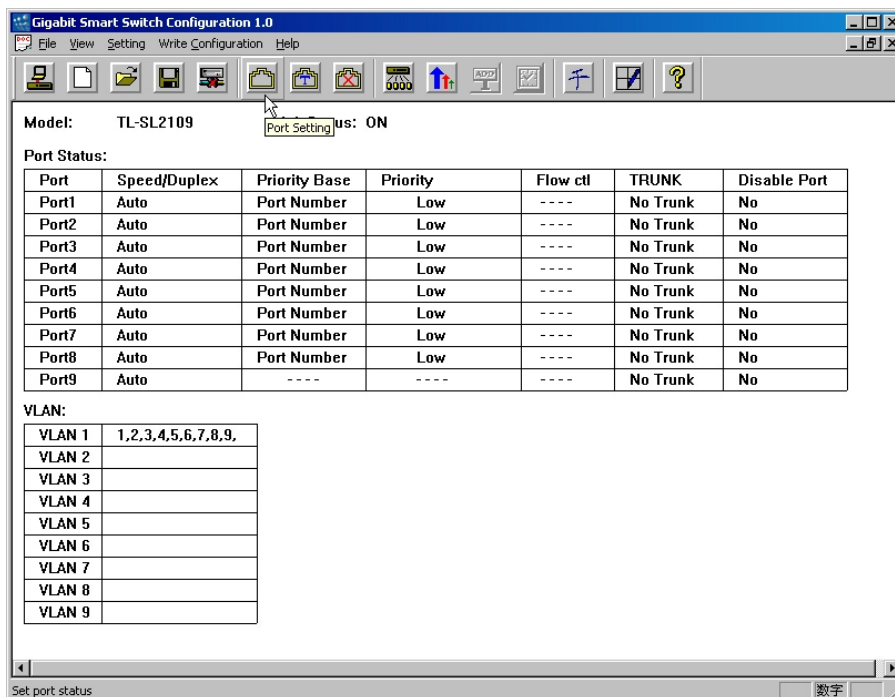 Gigabit Smart Switch Configuration 1.0
File View Setting Write Configuration Help
DOC
ADD
千
Model: TL-SL2109 us: ON
Port Setting
Port Status:
Port Speed/Duplex Priority Base Priority Flow ctl TRUNK Disable Port
Port1 Auto Port Number Low ---- No Trunk No
Port2 Auto Port Number Low ---- No Trunk No
Port3 Auto Port Number Low ---- No Trunk No
Port4 Auto Port Number Low ---- No Trunk No
Port5 Auto Port Number Low ---- No Trunk No
Port6 Auto Port Number Low ---- No Trunk No
Port7 Auto Port Number Low ---- No Trunk No
Port8 Auto Port Number Low ---- No Trunk No
Port9 Auto ---- ---- ---- No Trunk No
VLAN:
VLAN 1 1,2,3,4,5,6,7,8,9,
VLAN 2
VLAN 3
VLAN 4
VLAN 5
VLAN 6
VLAN 7
VLAN 8
VLAN 9
Set port status 数字